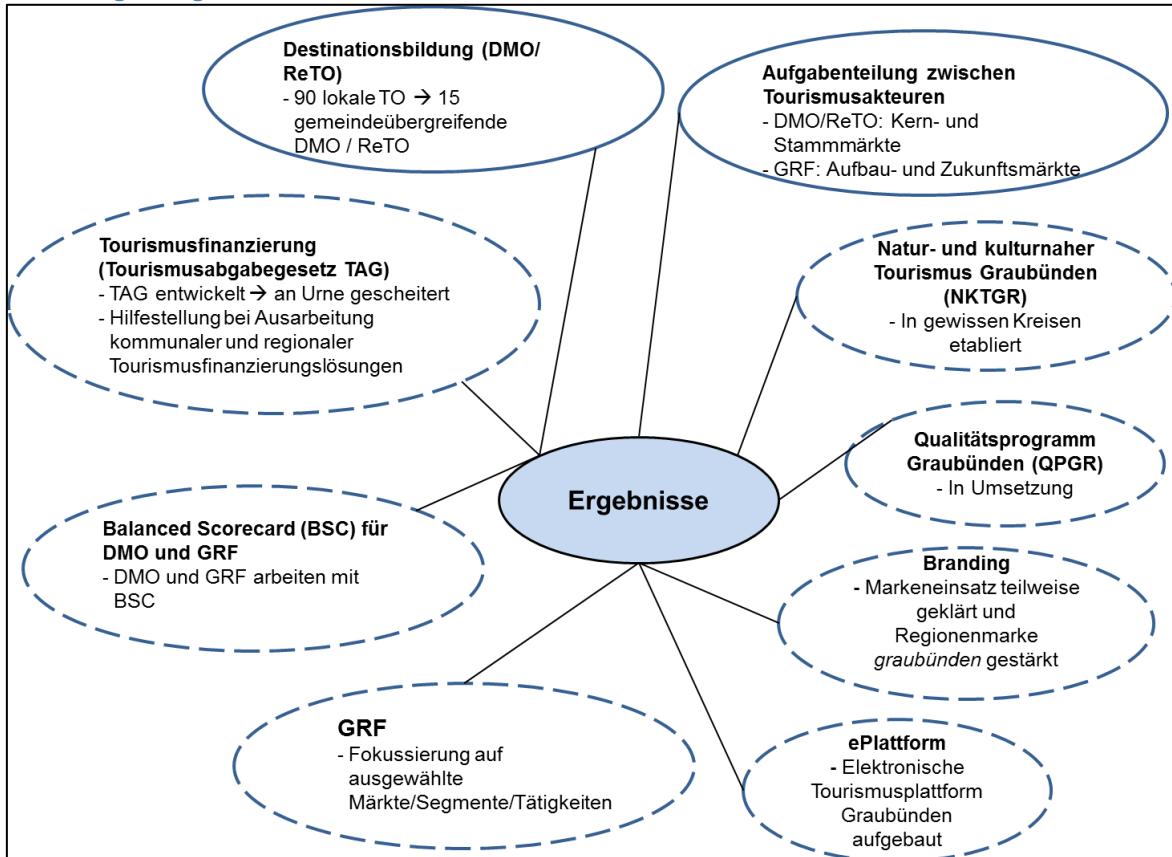 Destinationsbildung (DMO/
ReTO)
- 90 lokale TO → 15
gemeindeübergreifende
DMO / ReTO
Aufgabenteilung zwischen
Tourismusakteuren
- DMO/ReTO: Kern- und
Stammmärkte
- GRF: Aufbau- und Zukunftsmärkte
Tourismusfinanzierung
(Tourismusabgabegesetz TAG)
- TAG entwickelt → an Urne gescheitert
- Hilfestellung bei Ausarbeitung
kommunaler und regionaler
Tourismusfinanzierungslösungen
Natur- und kulturnaher
Tourismus Graubünden
(NKTGR)
- In gewissen Kreisen
etabliert
Qualitätsprogramm
Graubünden (QPGR)
- In Umsetzung
Ergebnisse
Balanced Scorecard (BSC) für
DMO und GRF
- DMO und GRF arbeiten mit
BSC
Branding
- Markeneinsatz teilweise
geklärt und
Regionenmarke
graubünden gestärkt
GRF
- Fokussierung auf
ausgewählte
Märkte/Segmente/Tätigkeiten
ePlattform
- Elektronische
Tourismusplattform
Graubünden
aufgebaut